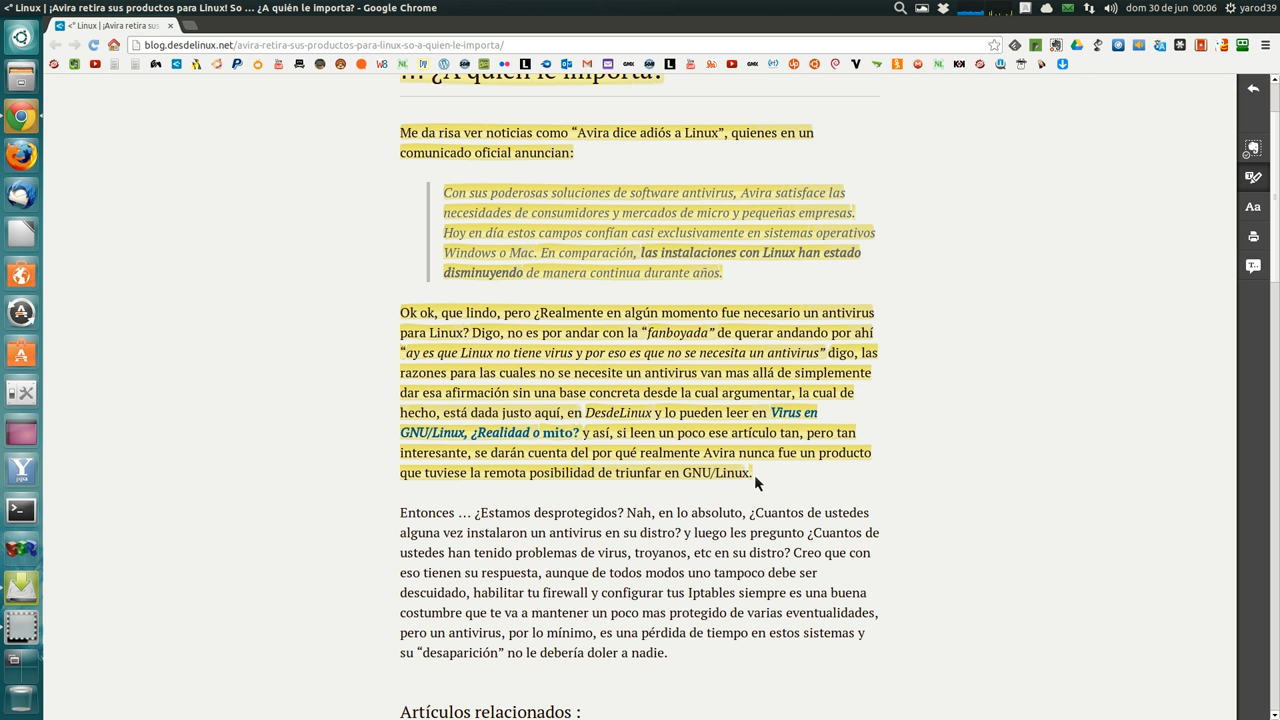 <° Linux | ¡Avira retira sus productos para Linux! So ... ¿A quién le importa? - Google Chrome
dom 30 de jun 00:06 yarod39
<° Linux | ¡Avira retira sus
blog.desdelinux.net/avira-retira-sus-productos-para-linux-so-a-quien-le-importa/
… ¿A quién le importa?
Me da risa ver noticias como “Avira dice adiós a Linux”, quienes en un
comunicado oficial anuncian:
Con sus poderosas soluciones de software antivirus, Avira satisface las
necesidades de consumidores y mercados de micro y pequeñas empresas.
Hoy en día estos campos confían casi exclusivamente en sistemas operativos
Windows o Mac. En comparación, las instalaciones con Linux han estado
disminuyendo de manera continua durante años.
Ok ok, que lindo, pero ¿Realmente en algún momento fue necesario un antivirus
para Linux? Digo, no es por andar con la “fanboyada” de querar andando por ahí
“ay es que Linux no tiene virus y por eso es que no se necesita un antivirus” digo, las
razones para las cuales no se necesite un antivirus van mas allá de simplemente
dar esa afirmación sin una base concreta desde la cual argumentar, la cual de
hecho, está dada justo aquí, en DesdeLinux y lo pueden leer en Virus en
GNU/Linux, ¿Realidad o mito? y así, si leen un poco ese artículo tan, pero tan
interesante, se darán cuenta del por qué realmente Avira nunca fue un producto
que tuviese la remota posibilidad de triunfar en GNU/Linux.
Entonces … ¿Estamos desprotegidos? Nah, en lo absoluto, ¿Cuantos de ustedes
alguna vez instalaron un antivirus en su distro? y luego les pregunto ¿Cuantos de
ustedes han tenido problemas de virus, troyanos, etc en su distro? Creo que con
eso tienen su respuesta, aunque de todos modos uno tampoco debe ser
descuidado, habilitar tu firewall y configurar tus Iptables siempre es una buena
costumbre que te va a mantener un poco mas protegido de varias eventualidades,
pero un antivirus, por lo mínimo, es una pérdida de tiempo en estos sistemas y
su “desaparición” no le debería doler a nadie.
Artículos relacionados :
Aa